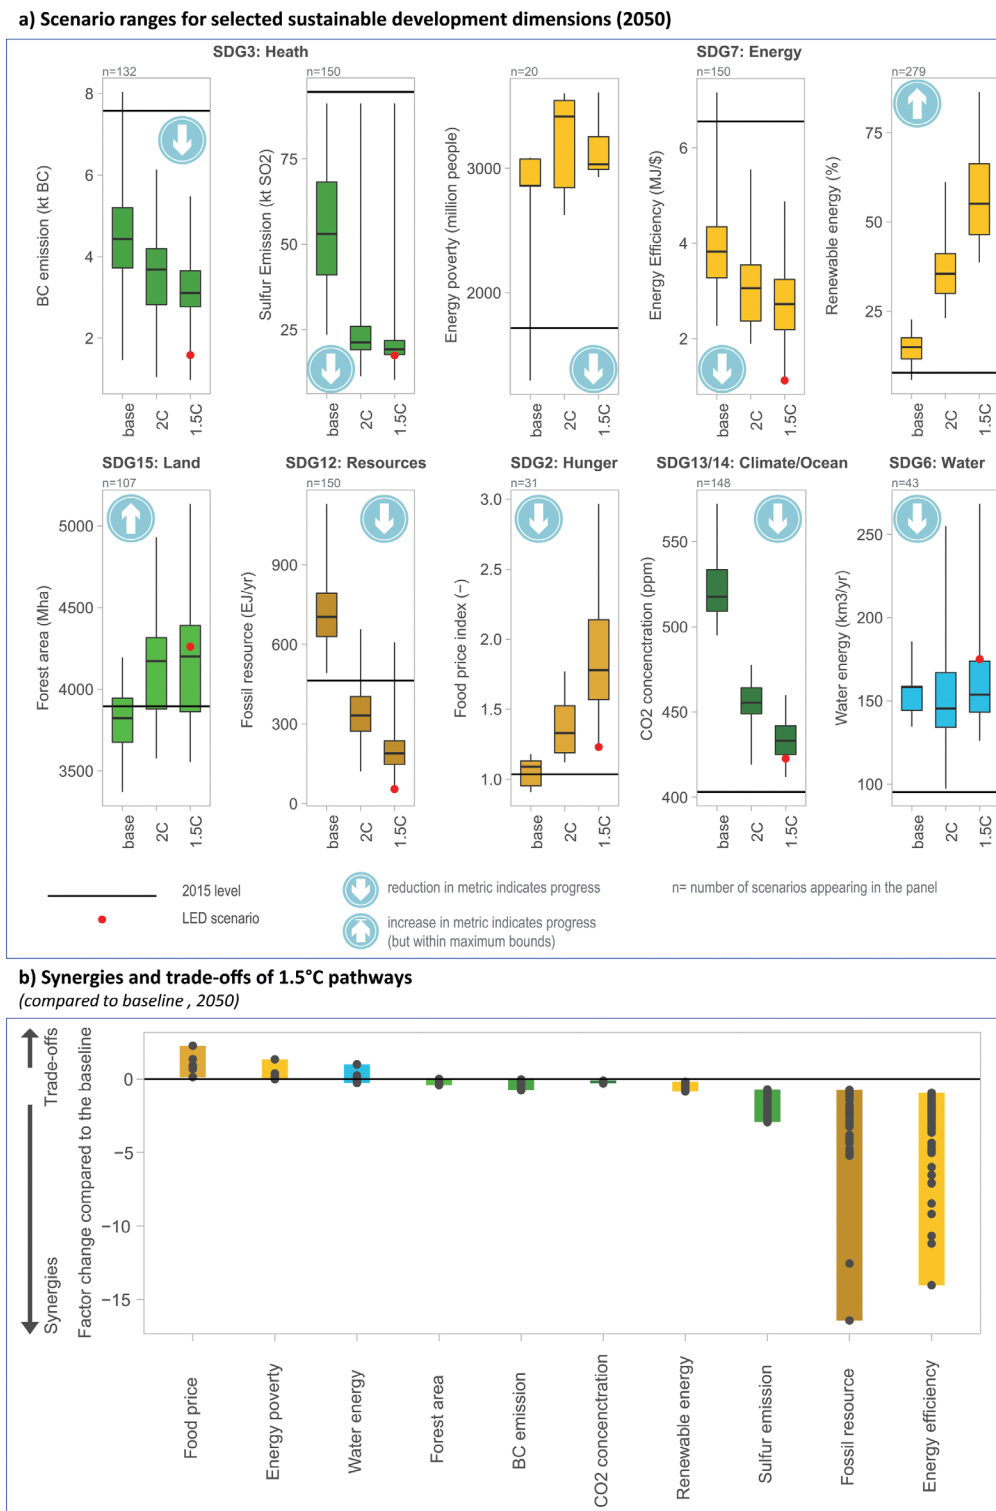 a) Scenario ranges for selected sustainable development dimensions (2050)
SDG3: Heath
SDG7: Energy
n=132
BC emission (kt BC)
8
6
4
2
base
2C
1.5C
n=150
Sulfur Emission (kt SO2)
75
50
25
base
2C
1.5C
n=20
Energy poverty (million people)
3000
2000
base
2C
1.5C
n=150
Energy Efficiency (MJ/$)
6
4
2
base
2C
1.5C
n=279
Renewable energy (%)
75
50
25
base
2C
1.5C
SDG15: Land
n=107
Forest area (Mha)
5000
4500
4000
3500
base
2C
1.5C
SDG12: Resources
n=150
Fossil resource (EJ/yr)
900
600
300
0
base
2C
1.5C
SDG2: Hunger
n=31
Food price index (−)
3.0
2.5
2.0
1.5
1.0
base
2C
1.5C
SDG13/14: Climate/Ocean
n=148
CO2 concenctration (ppm)
550
500
450
400
base
2C
1.5C
SDG6: Water
n=43
Water energy (km3/yr)
250
200
150
100
base
2C
1.5C
2015 level
LED scenario
reduction in metric indicates progress
increase in metric indicates progress
(but within maximum bounds)
n= number of scenarios appearing in the panel
b) Synergies and trade-offs of 1.5°C pathways
(compared to baseline , 2050)
Trade-offs
Synergies
Factor change compared to the baseline
0
−5
−10
−15
Food price
Energy poverty
Water energy
Forest area
BC emission
CO2 concenctration
Renewable energy
Sulfur emission
Fossil resource
Energy efficiency